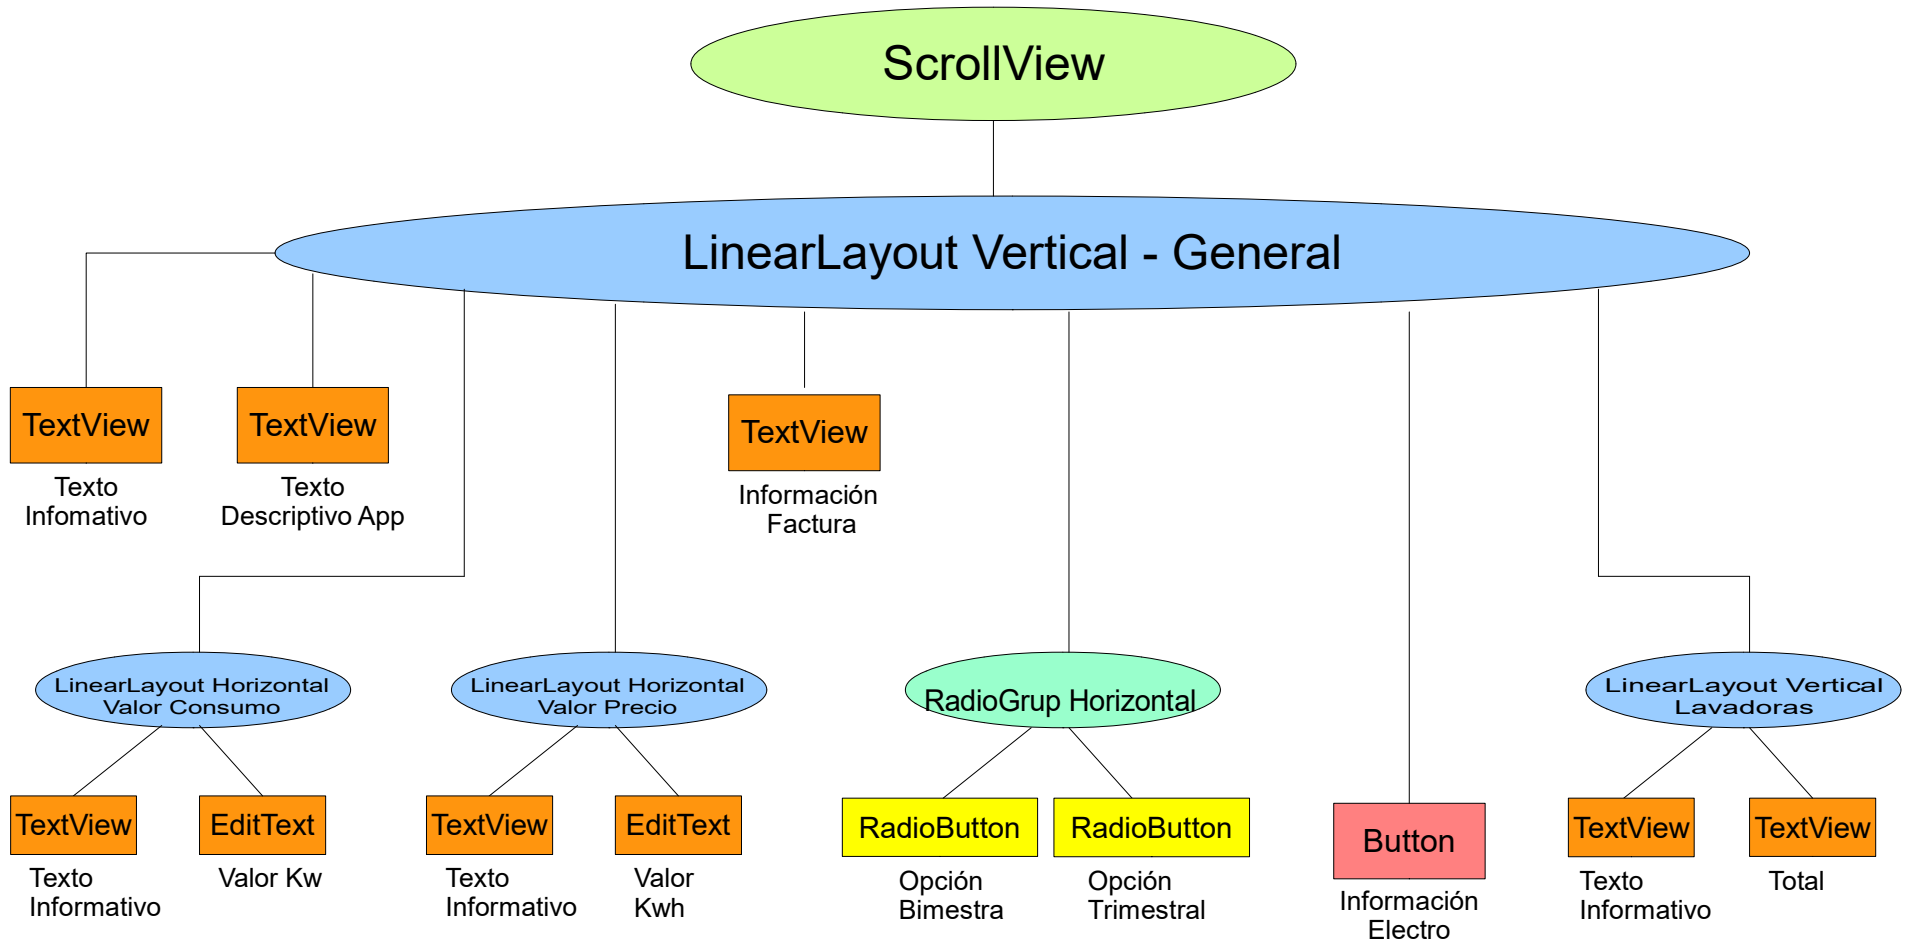 ScrollView
LinearLayout Vertical - General
TextView
Texto
Infomativo
TextView
Texto
Descriptivo App
TextView
Información
Factura
LinearLayout Horizontal
Valor Consumo
LinearLayout Horizontal
Valor Precio
RadioGrup Horizontal
LinearLayout Vertical
Lavadoras
TextView
Texto
Informativo
EditText
Valor Kw
TextView
Texto
Informativo
EditText
Valor
Kwh
RadioButton
Opción
Bimestra
RadioButton
Opción
Trimestral
Button
Información
Electro
TextView
Texto
Informativo
TextView
Total